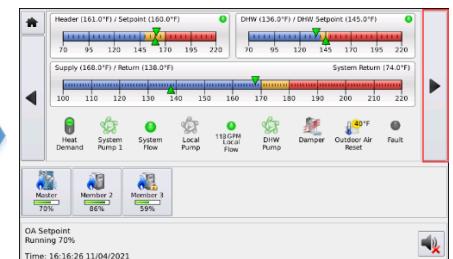 Header (161.0°F) / Setpoint (160.0°F)
DHW (136.0°F) / DHW Setpoint (145.0°F)
70 95 120 145 170 195 220
70 95 120 145 170 195 220
Supply (168.0°F) / Return (138.0°F) System Return (74.0°F)
100 110 120 130 140 150 160 170 180 190 200 210 220
Heat Demand
System Pump 1
System Flow
Local Pump
118 GPM Local Flow
DHW Pump
Damper
40°F Outdoor Air Reset
Fault
Master 70%
Member 2 86%
Member 3 59%
OA Setpoint
Running 70%
Time: 16:16:26 11/04/2021